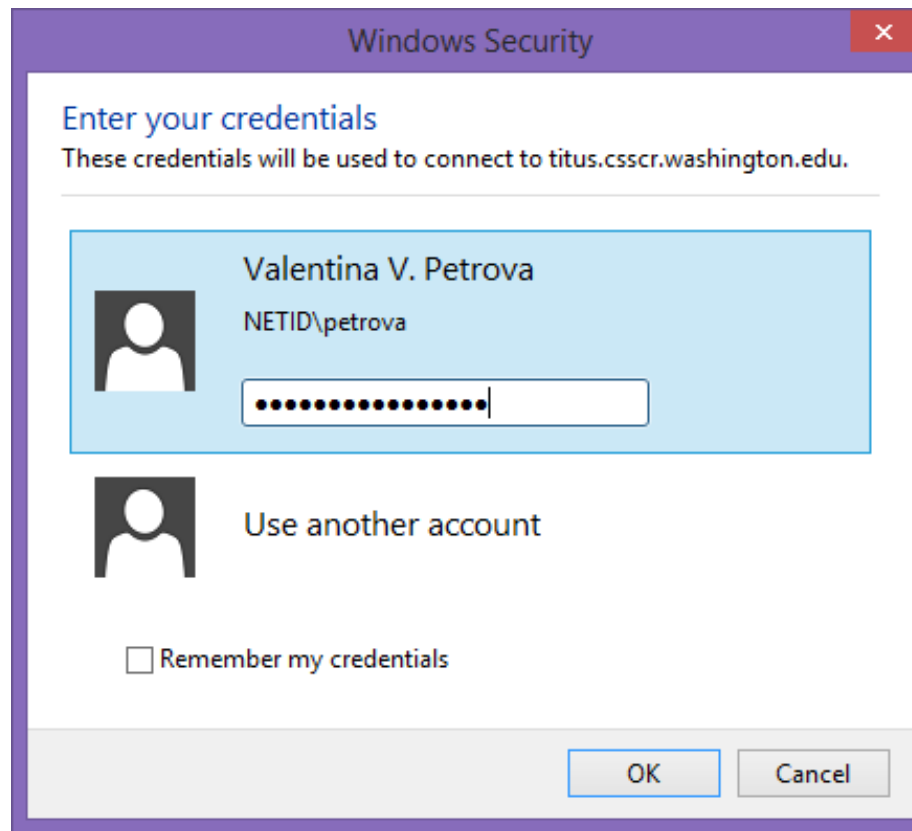 Windows Security
Enter your credentials
These credentials will be used to connect to titus.csscr.washington.edu.
Valentina V. Petrova
NETID\petrova
••••••••••••••••
Use another account
Remember my credentials
OK
Cancel